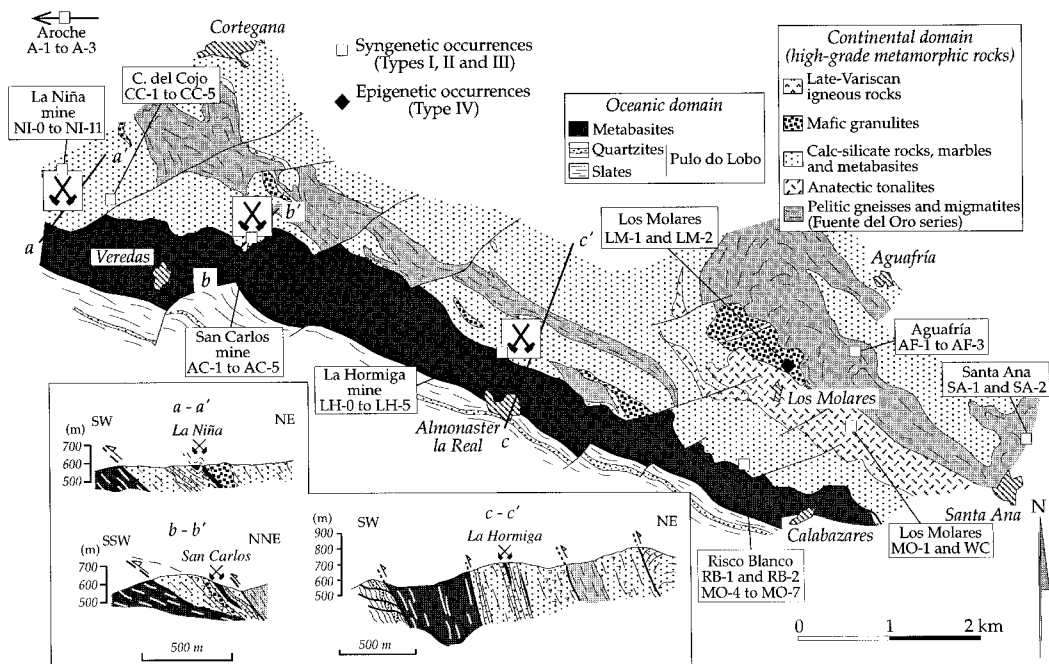 Aroche
A-1 to A-3
Cortegana
La Niña
mine
NI-0 to NI-11
C. del Cojo
CC-1 to CC-5
Syngenetic occurrences
(Types I, II and III)
Epigenetic occurrences
(Type IV)
Oceanic domain
Metabasites
Quartzites
Slates
Pulo do Lobo
Continental domain
(high-grade metamorphic rocks)
Late-Variscan
igneous rocks
Mafic granulites
Calc-silicate rocks, marbles
and metabasites
Anatectic tonalites
Pelitic gneisses and migmatites
(Fuente del Oro series)
a'
a
b'
b
c'
c
Veredas
San Carlos
mine
AC-1 to AC-5
La Hormiga
mine
LH-0 to LH-5
Almonaster
la Real
Los Molares
LM-1 and LM-2
Aguafría
Aguafría
AF-1 to AF-3
Santa Ana
SA-1 and SA-2
Los Molares
Santa Ana
Calabazares
Los Molares
MO-1 and WC
Risco Blanco
RB-1 and RB-2
MO-4 to MO-7
N
0 1 2 km
a - a'
SW NE
La Niña
(m)
700
600
500
b - b'
SSW NNE
San Carlos
(m)
700
600
500
500 m
c - c'
SW NE
La Hormiga
(m)
900
800
700
600
500
500 m